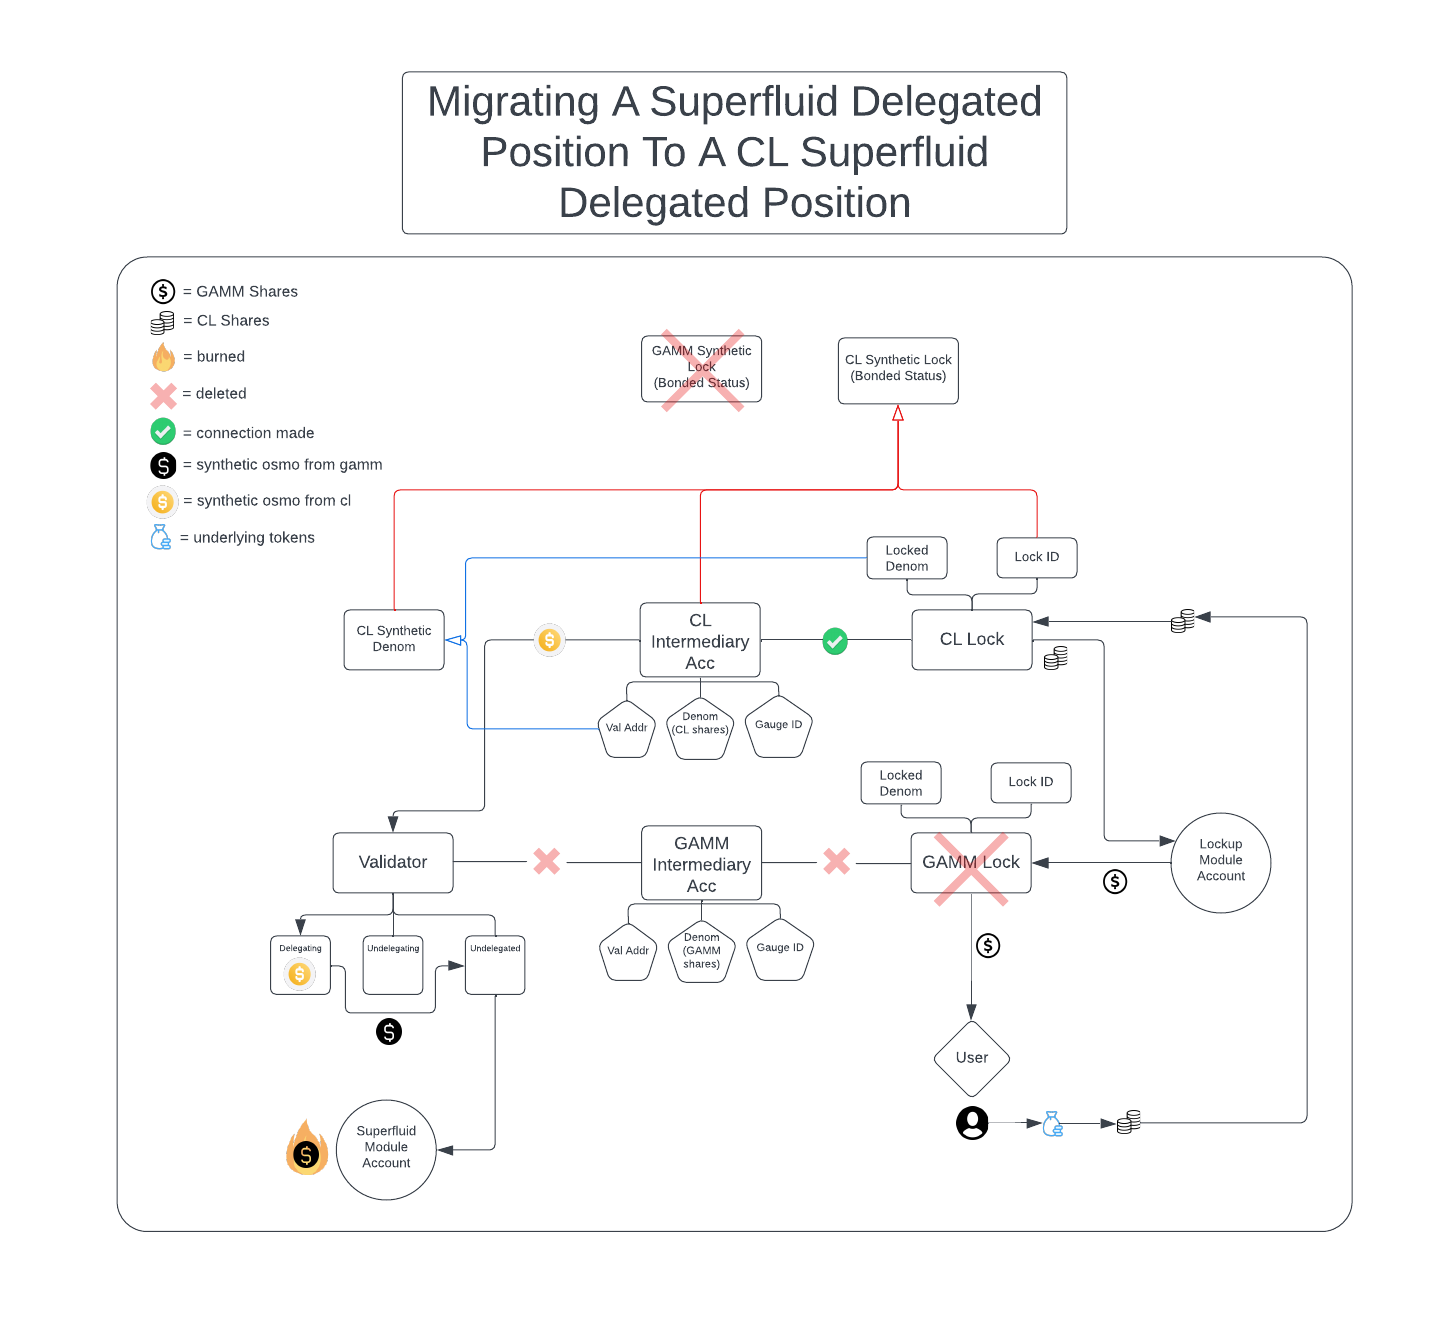 Migrating A Superfluid Delegated
Position To A CL Superfluid
Delegated Position
= GAMM Shares
= CL Shares
= burned
= deleted
= connection made
= synthetic osmo from gamm
= synthetic osmo from cl
= underlying tokens
GAMM Synthetic
Lock
(Bonded Status)
CL Synthetic Lock
(Bonded Status)
Locked
Denom
Lock ID
CL Synthetic
Denom
CL
Intermediary
Acc
CL Lock
Val Addr
Denom
(CL shares)
Gauge ID
Locked
Denom
Lock ID
Validator
GAMM
Intermediary
Acc
GAMM Lock
Lockup
Module
Account
Delegating
Undelegating
Undelegated
Val Addr
Denom
(GAMM
shares)
Gauge ID
User
Superfluid
Module
Account